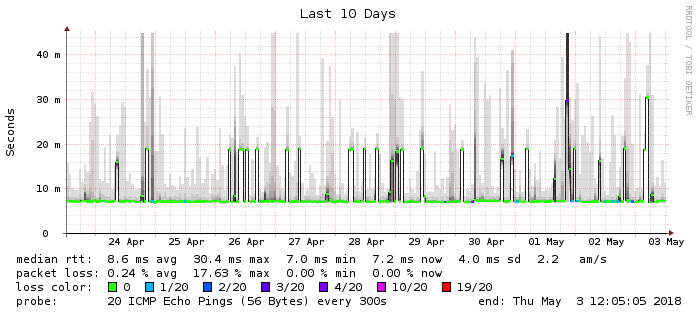 Last 10 Days
RRDTOOL / TOBI OETIKER
Seconds
40 m
30 m
20 m
10 m
0
24 Apr 25 Apr 26 Apr 27 Apr 28 Apr 29 Apr 30 Apr 01 May 02 May 03 May
median rtt: 8.6 ms avg 30.4 ms max 7.0 ms min 7.2 ms now 4.0 ms sd 2.2 am/s
packet loss: 0.24 % avg 17.63 % max 0.00 % min 0.00 % now
loss color: 0 1/20 2/20 3/20 4/20 10/20 19/20
probe: 20 ICMP Echo Pings (56 Bytes) every 300s end: Thu May 3 12:05:05 2018